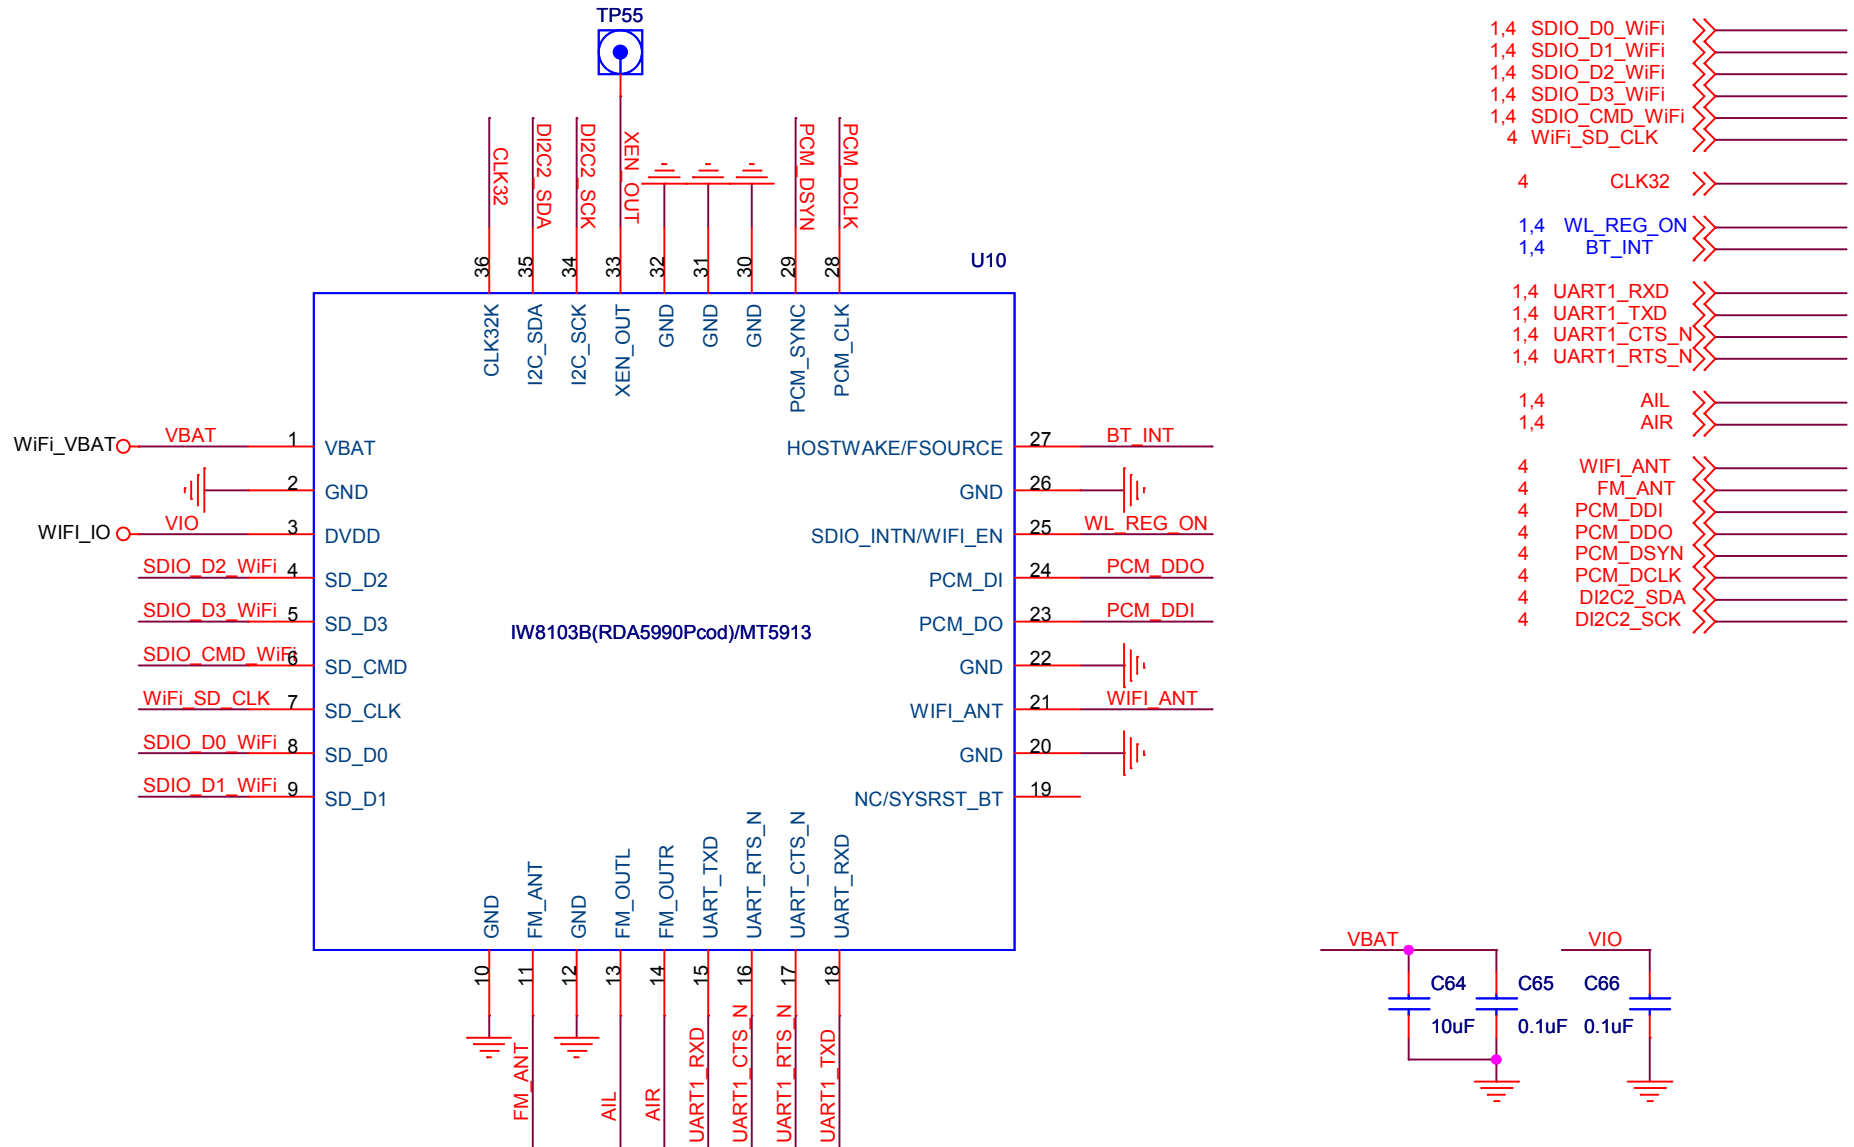 TP55
CLK32
DI2C2_SDA
DI2C2_SCK
XEN_OUT
PCM_DSYN
PCM_DCLK
36
35
34
33
32
31
30
29
28
U10
CLK32K
I2C_SDA
I2C_SCK
XEN_OUT
GND
GND
GND
PCM_SYNC
PCM_CLK
WiFi_VBAT VBAT 1 VBAT
2 GND
WIFI_IO VIO 3 DVDD
SDIO_D2_WiFi 4 SD_D2
SDIO_D3_WiFi 5 SD_D3
SDIO_CMD_WiFi 6 SD_CMD
WiFi_SD_CLK 7 SD_CLK
SDIO_D0_WiFi 8 SD_D0
SDIO_D1_WiFi 9 SD_D1
IW8103B(RDA5990Pcod)/MT5913
HOSTWAKE/FSOURCE 27 BT_INT
GND 26
SDIO_INTN/WIFI_EN 25 WL_REG_ON
PCM_DI 24 PCM_DDO
PCM_DO 23 PCM_DDI
GND 22
WIFI_ANT 21 WIFI_ANT
GND 20
NC/SYSRST_BT 19
GND
FM_ANT
GND
FM_OUTL
FM_OUTR
UART_TXD
UART_RTS_N
UART_CTS_N
UART_RXD
10
11
12
13
14
15
16
17
18
FM_ANT
AIL
AIR
UART1_RXD
UART1_CTS_N
UART1_RTS_N
UART1_TXD
1,4 SDIO_D0_WiFi
1,4 SDIO_D1_WiFi
1,4 SDIO_D2_WiFi
1,4 SDIO_D3_WiFi
1,4 SDIO_CMD_WiFi
4 WiFi_SD_CLK
4 CLK32
1,4 WL_REG_ON
1,4 BT_INT
1,4 UART1_RXD
1,4 UART1_TXD
1,4 UART1_CTS_N
1,4 UART1_RTS_N
1,4 AIL
1,4 AIR
4 WIFI_ANT
4 FM_ANT
4 PCM_DDI
4 PCM_DDO
4 PCM_DSYN
4 PCM_DCLK
4 DI2C2_SDA
4 DI2C2_SCK
VBAT VIO
C64 C65 C66
10uF 0.1uF 0.1uF